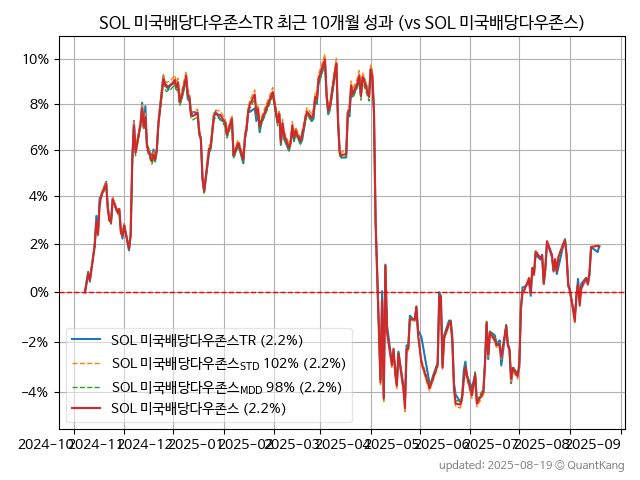 SOL 미국배당다우존스TR 최근 10개월 성과 (vs SOL 미국배당다우존스)
10%
8%
6%
4%
2%
0%
−2%
−4%
SOL 미국배당다우존스TR (2.2%)
SOL 미국배당다우존스STD 102% (2.2%)
SOL 미국배당다우존스MDD 98% (2.2%)
SOL 미국배당다우존스 (2.2%)
2024-10 2024-11 2024-12 2025-01 2025-02 2025-03 2025-04 2025-05 2025-06 2025-07 2025-08 2025-09
updated: 2025-08-19 © QuantKang